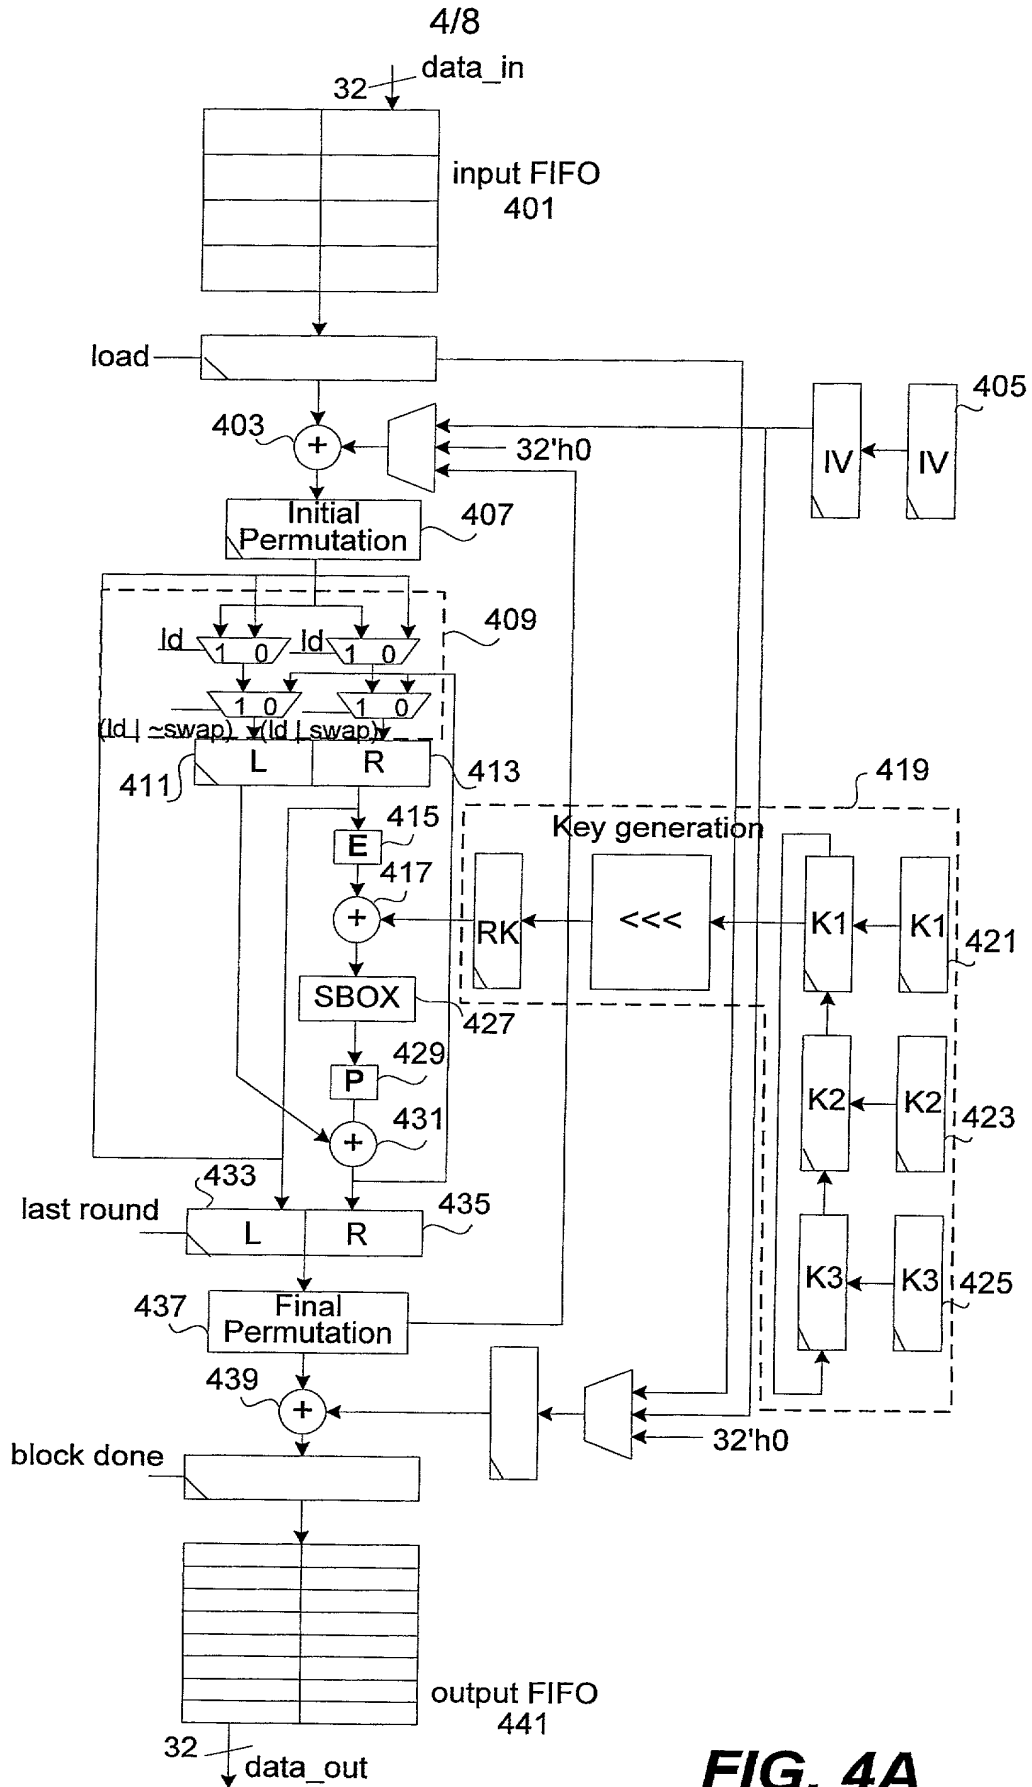 4/8
32
data_in
input FIFO
401
load
405
403
32'h0
IV
IV
Initial
Permutation
407
409
ld
1 0
ld
1 0
1 0
1 0
(ld | ~swap)
(ld | swap)
411
L
R
413
419
415
E
Key generation
417
RK
<<<
K1
K1
421
SBOX
427
429
P
K2
K2
423
431
433
435
last round
L
R
K3
K3
425
437
Final
Permutation
439
32'h0
block done
output FIFO
441
32
data_out
FIG. 4A